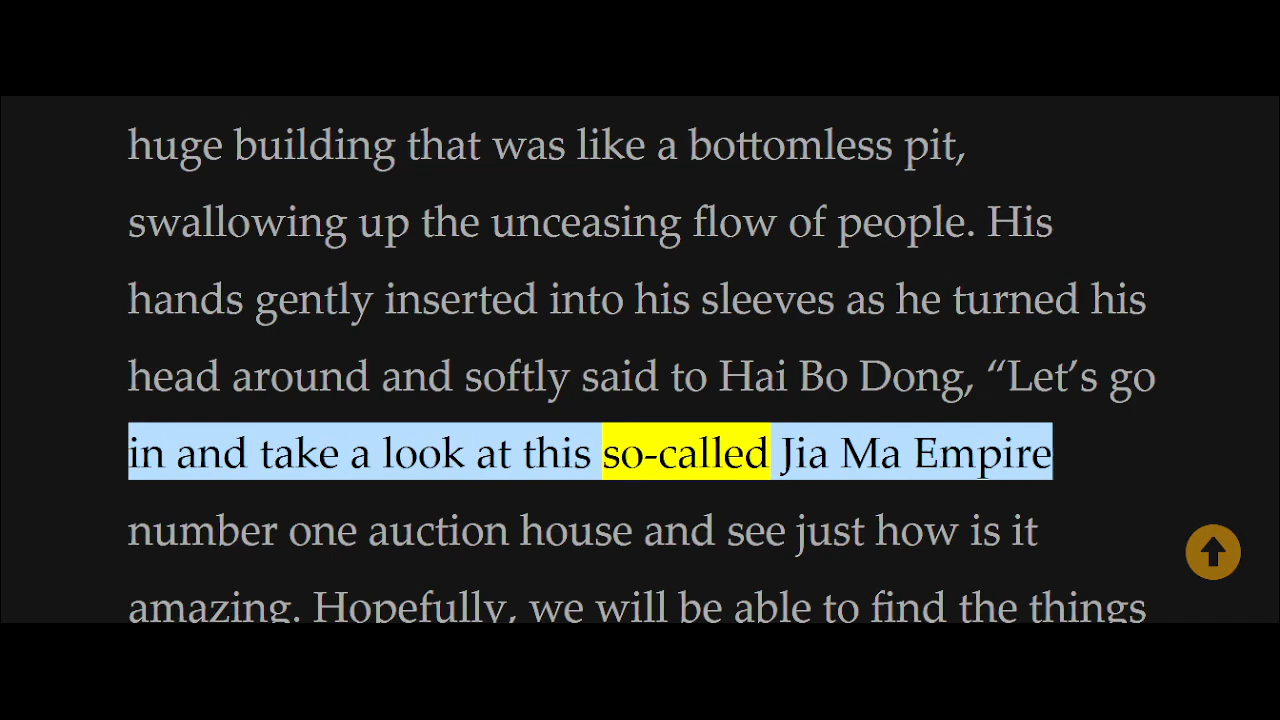 huge building that was like a bottomless pit,
swallowing up the unceasing flow of people. His
hands gently inserted into his sleeves as he turned his
head around and softly said to Hai Bo Dong, “Let’s go
in and take a look at this so-called Jia Ma Empire
number one auction house and see just how is it
amazing. Hopefully, we will be able to find the things